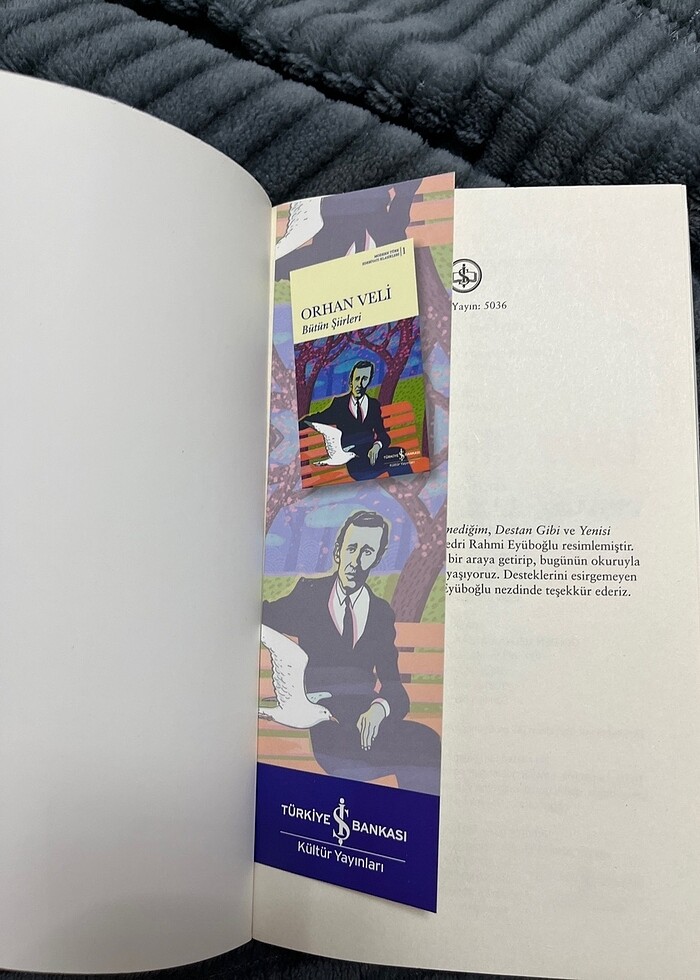 MODERN TÜRK
EDEBİYATI KLASİKLERİ 1
ORHAN VELİ
Bütün Şiirleri
TÜRKİYE İŞ BANKASI
Kültür Yayınları
TÜRKİYE İŞ BANKASI
Kültür Yayınları
Yayın: 5036
Destan Gibi ve Yenisi
Rahmi Eyüboğlu resimlemiştir.
bir araya getirip, bugünün okuruyla
yaşıyoruz. Desteklerini esirgemeyen
Eyüboğlu nezdinde teşekkür ederiz.